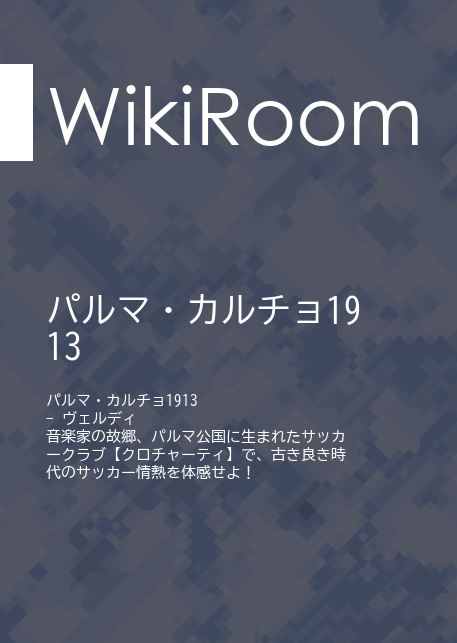 WikiRoom
パルマ・カルチョ19
13
パルマ・カルチョ1913
- ヴェルディ
音楽家の故郷、パルマ公国に生まれたサッカ
ークラブ【クロチャーティ】で、古き良き時
代のサッカー情熱を体感せよ！